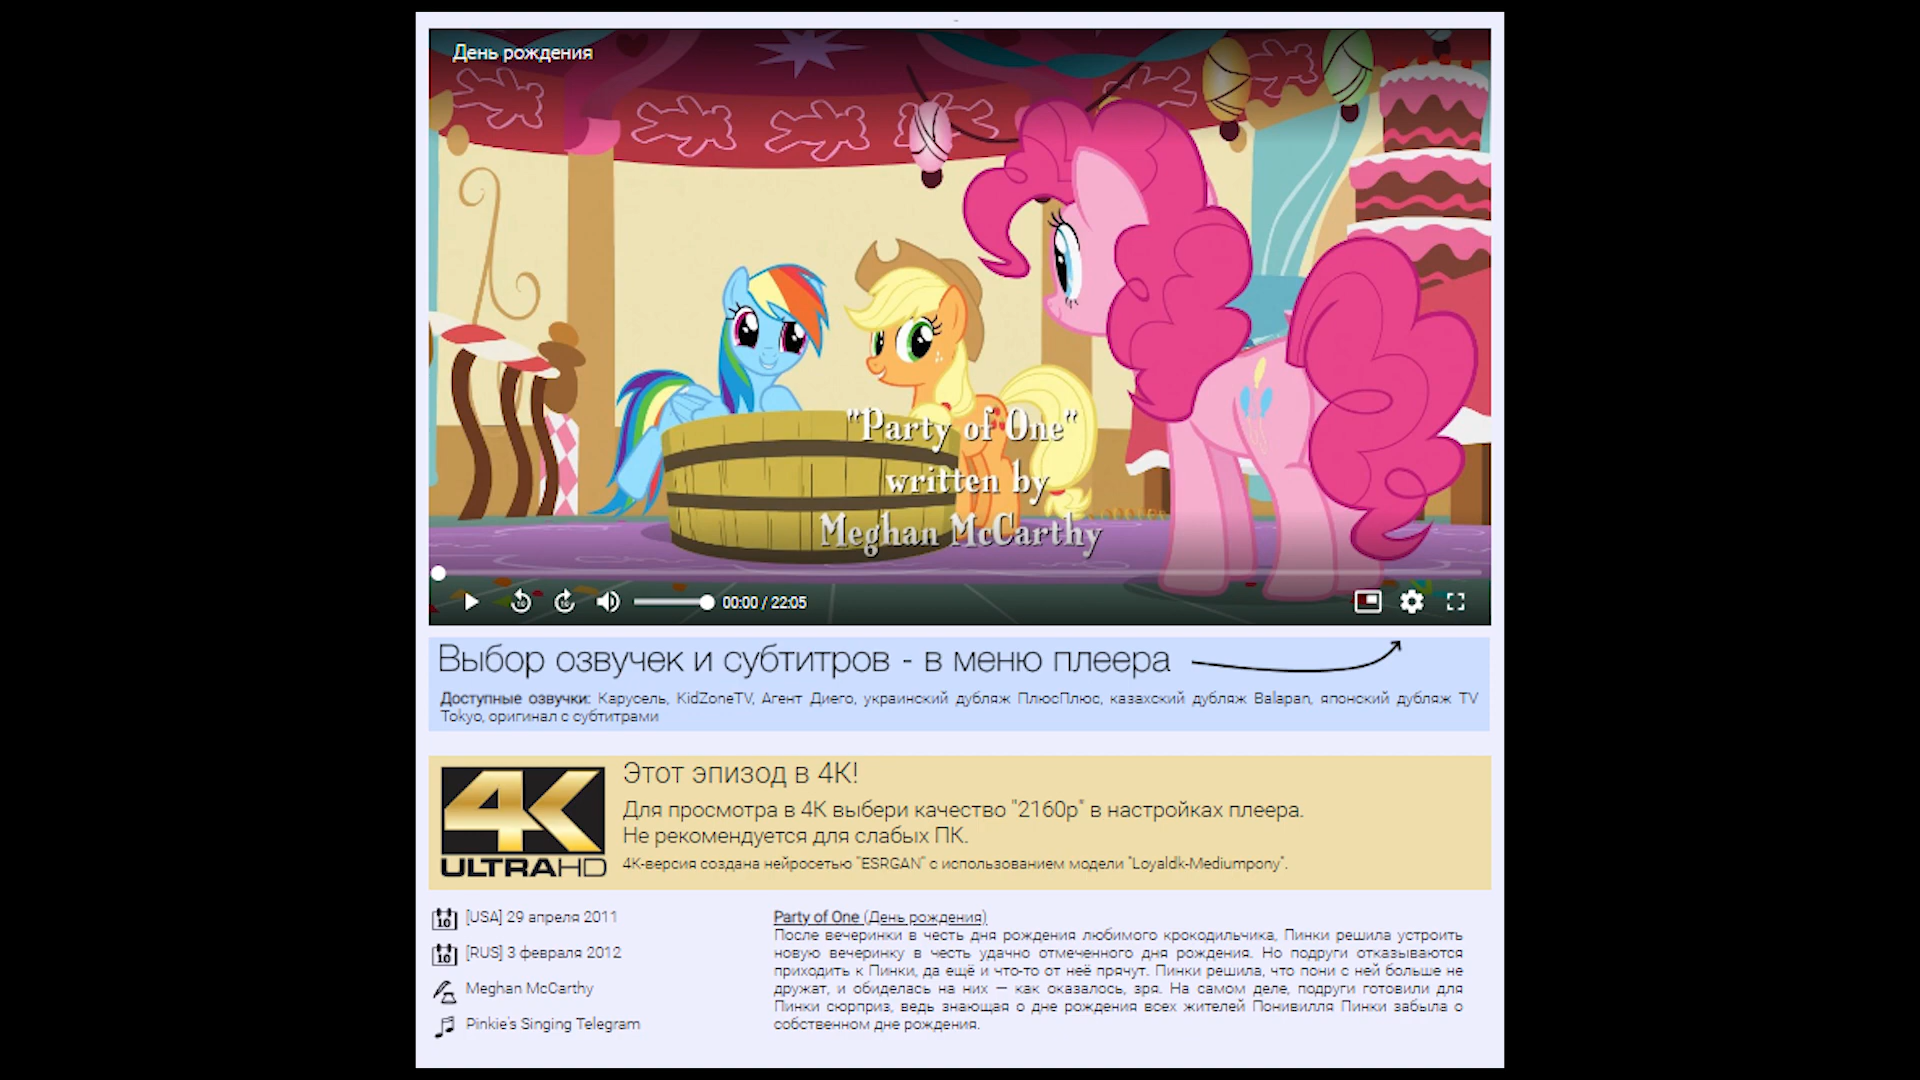 День рождения
"Party of One"
written by
Meghan McCarthy
00:00 / 22:05
Выбор озвучек и субтитров - в меню плеера
Доступные озвучки: Карусель, KidZoneTV, Агент Диего, украинский дубляж ПлюсПлюс, казахский дубляж Balapan, японский дубляж TV
Tokyo, оригинал с субтитрами
4K
ULTRAHD
Этот эпизод в 4K!
Для просмотра в 4K выбери качество "2160p" в настройках плеера.
Не рекомендуется для слабых ПК.
4K-версия создана нейросетью "ESRGAN" с использованием модели "Loyaldk-Mediumpony".
10 [USA] 29 апреля 2011
10 [RUS] 3 февраля 2012
Meghan McCarthy
Pinkie's Singing Telegram
Party of One (День рождения)
После вечеринки в честь дня рождения любимого крокодильчика, Пинки решила устроить
новую вечеринку в честь удачно отмеченного дня рождения. Но подруги отказываются
приходить к Пинки, да ещё и что-то от неё прячут. Пинки решила, что пони с ней больше не
дружат, и обиделась на них — как оказалось, зря. На самом деле, подруги готовили для
Пинки сюрприз, ведь знающая о дне рождения всех жителей Понивилля Пинки забыла о
собственном дне рождения.